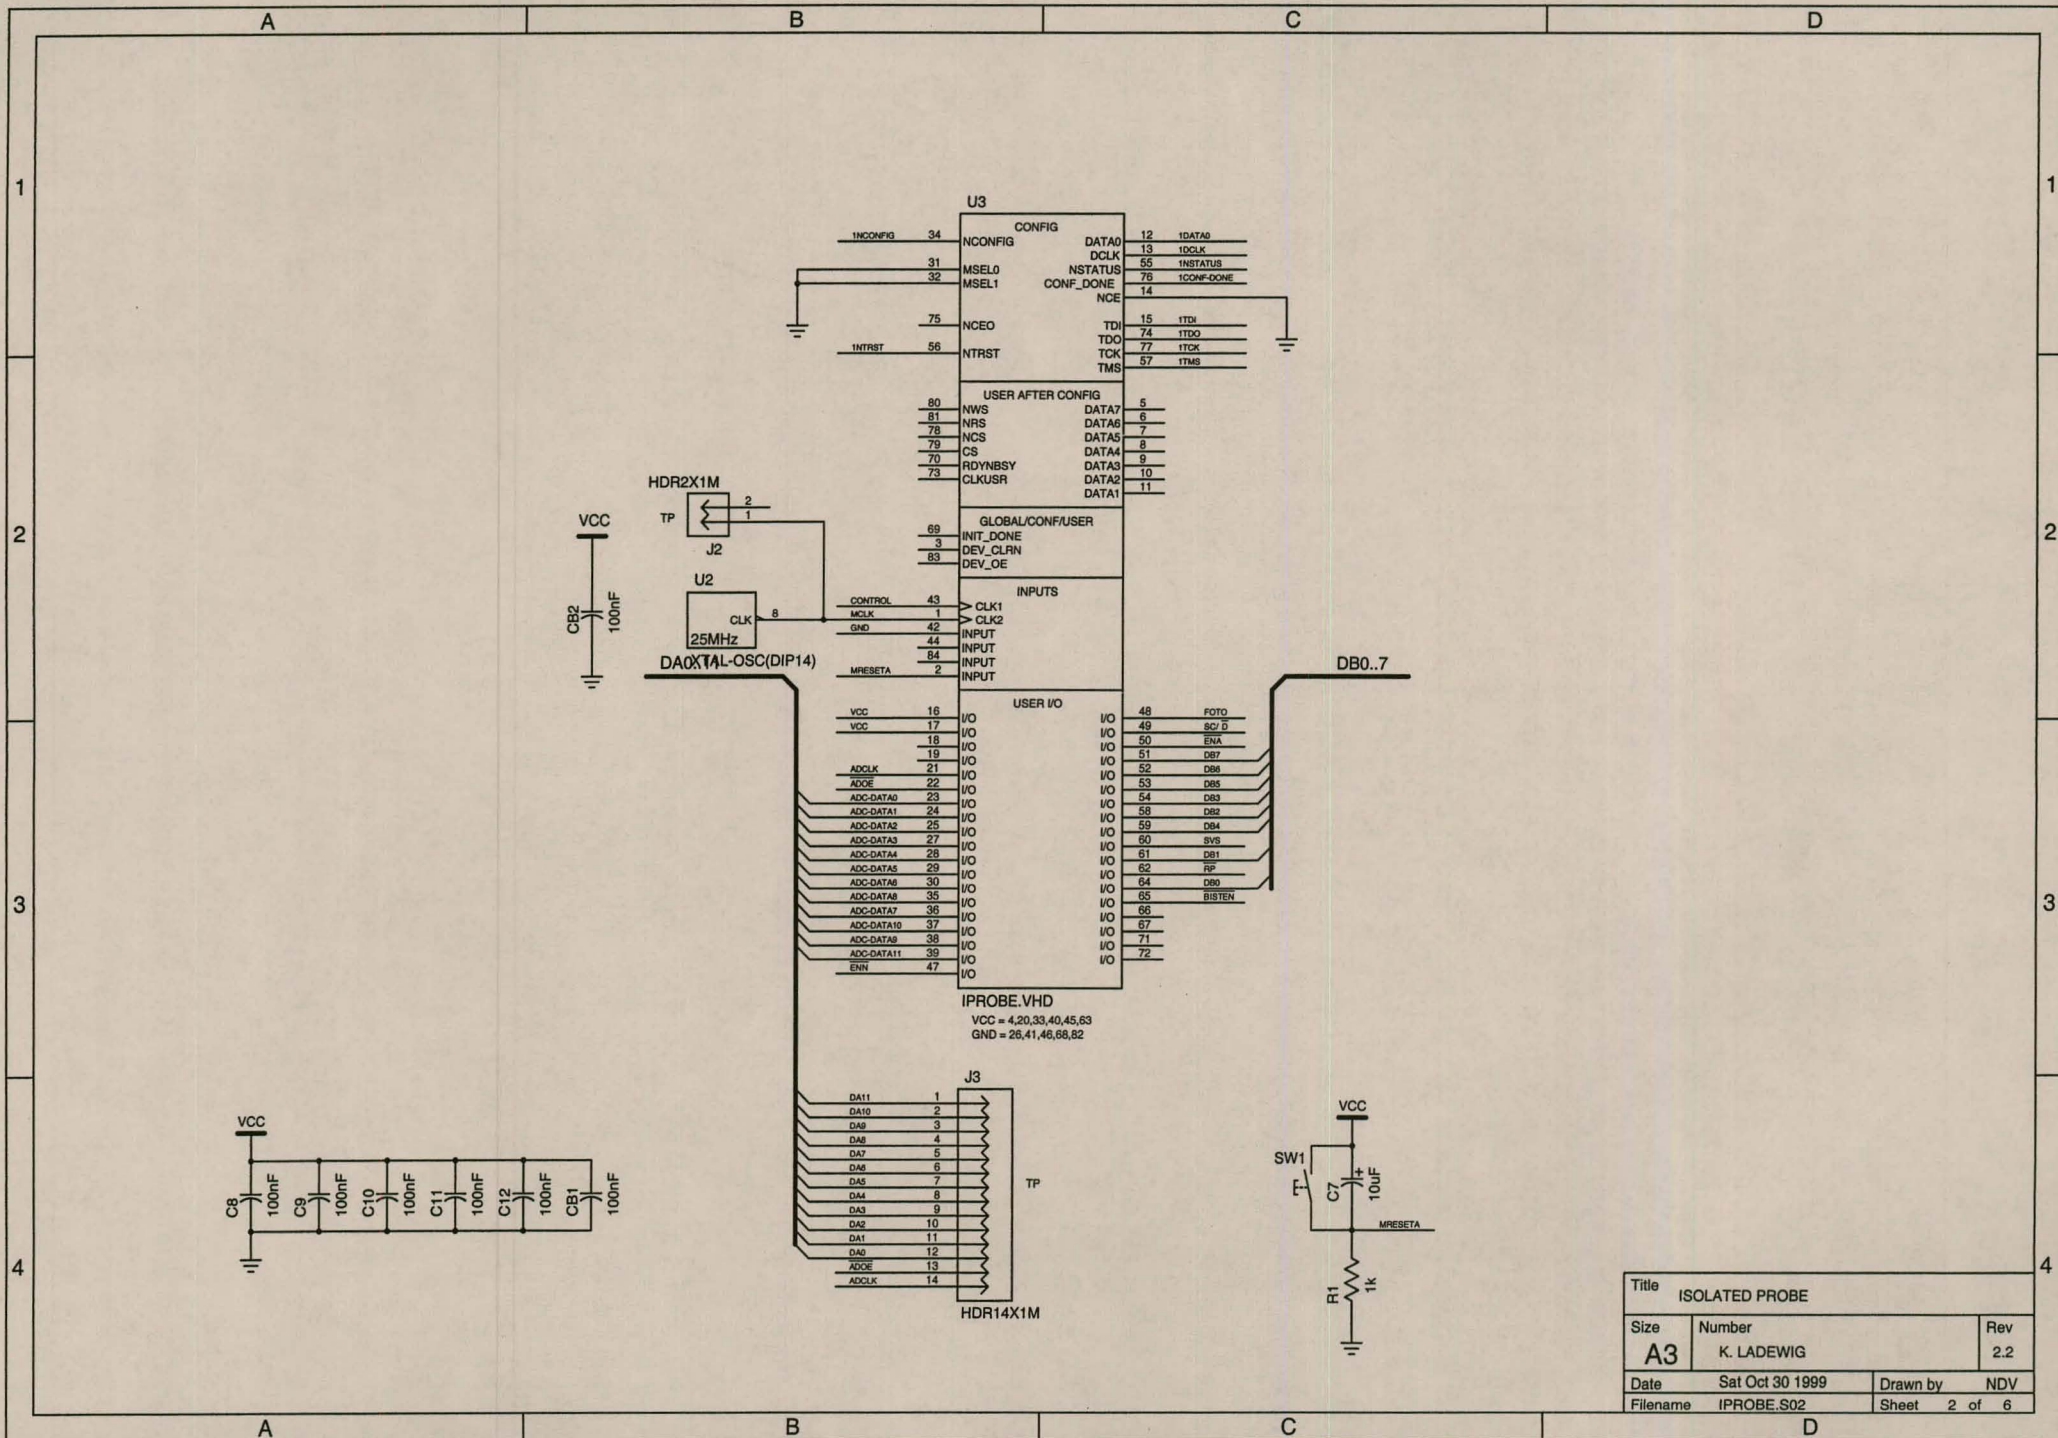 A B C D
1 1
2 2
3 3
4 4
U3
CONFIG
1NCONFIG 34 NCONFIG
31 MSEL0
32 MSEL1
75 NCEO
1NTRST 56 NTRST
DATA0 12 1DATA0
DCLK 13 1DCLK
NSTATUS 55 1NSTATUS
CONF_DONE 76 1CONF-DONE
NCE 14
TDI 15 1TDI
TDO 74 1TDO
TCK 77 1TCK
TMS 57 1TMS
USER AFTER CONFIG
80 NWS
81 NRS
78 NCS
79 CS
70 RDYNBSY
73 CLKUSR
DATA7 5
DATA6 6
DATA5 7
DATA4 8
DATA3 9
DATA2 10
DATA1 11
GLOBAL/CONF/USER
69 INIT_DONE
3 DEV_CLRN
83 DEV_OE
INPUTS
CONTROL 43 CLK1
MCLK 1 CLK2
GND 42 INPUT
44 INPUT
84 INPUT
MRESETA 2 INPUT
USER I/O
VCC 16 I/O
VCC 17 I/O
18 I/O
19 I/O
ADCLK 21 I/O
ADOE 22 I/O
ADC-DATA0 23 I/O
ADC-DATA1 24 I/O
ADC-DATA2 25 I/O
ADC-DATA3 27 I/O
ADC-DATA4 28 I/O
ADC-DATA5 29 I/O
ADC-DATA6 30 I/O
ADC-DATA8 35 I/O
ADC-DATA7 36 I/O
ADC-DATA10 37 I/O
ADC-DATA9 38 I/O
ADC-DATA11 39 I/O
ENN 47 I/O
I/O 48 FOTO
I/O 49 SC/ D
I/O 50 ENA
I/O 51 DB7
I/O 52 DB6
I/O 53 DB5
I/O 54 DB3
I/O 58 DB2
I/O 59 DB4
I/O 60 SVS
I/O 61 DB1
I/O 62 RP
I/O 64 DB0
I/O 65 BISTEN
I/O 66
I/O 67
I/O 71
I/O 72
IPROBE.VHD
VCC = 4,20,33,40,45,63
GND = 26,41,46,68,82
HDR2X1M
TP
2
1
J2
U2
CLK 8
25MHz
XTAL-OSC(DIP14)
VCC
CB2
100nF
DB0..7
J3
DA11 1
DA10 2
DA9 3
DA8 4
DA7 5
DA6 6
DA5 7
DA4 8
DA3 9
DA2 10
DA1 11
DA0 12
ADOE 13
ADCLK 14
TP
HDR14X1M
VCC
C8 100nF
C9 100nF
C10 100nF
C11 100nF
C12 100nF
CB1 100nF
VCC
SW1
C7
+
10uF
MRESETA
R1
1k
Title ISOLATED PROBE
Size Number Rev
A3 K. LADEWIG 2.2
Date Sat Oct 30 1999 Drawn by NDV
Filename IPROBE.S02 Sheet 2 of 6
A B C D